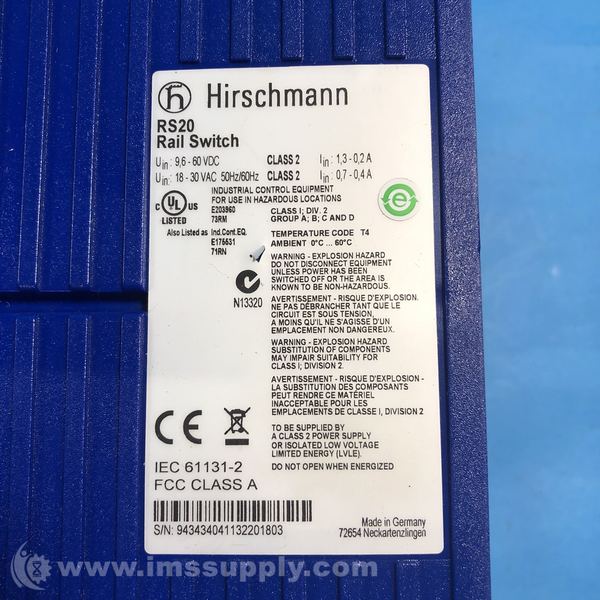 Hirschmann
RS20
Rail Switch
Uin: 9,6 - 60 VDC CLASS 2 Iin: 1,3 - 0,2 A
Uin: 18 - 30 VAC 50Hz/60Hz CLASS 2 Iin: 0,7 - 0,4 A
INDUSTRIAL CONTROL EQUIPMENT
FOR USE IN HAZARDOUS LOCATIONS
c UL US
LISTED
E203960
73RM
CLASS I; DIV. 2
GROUP A; B; C AND D
Also Listed as Ind.Cont.EQ.
E175531
71RN
TEMPERATURE CODE T4
AMBIENT 0°C ... 60°C
WARNING - EXPLOSION HAZARD
DO NOT DISCONNECT EQUIPMENT
UNLESS POWER HAS BEEN
SWITCHED OFF OR THE AREA IS
KNOWN TO BE NON-HAZARDOUS.
N13320
AVERTISSEMENT - RISQUE D'EXPLOSION.
NE PAS DÉBRANCHER TANT QUE LE
CIRCUIT EST SOUS TENSION,
A MOINS QU'IL NE S'AGISSE D'UN
EMPLACEMENT NON DANGEREUX.
WARNING - EXPLOSION HAZARD
SUBSTITUTION OF COMPONENTS
MAY IMPAIR SUITABILITY FOR
CLASS I; DIVISION 2.
AVERTISSEMENT - RISQUE D'EXPLOSION -
LA SUBSTITUTION DES COMPOSANTS
PEUT RENDRE CE MATÉRIEL
INACCEPTABLE POUR LES
EMPLACEMENTS DE CLASSE I, DIVISION 2
CE
TO BE SUPPLIED BY
A CLASS 2 POWER SUPPLY
OR ISOLATED LOW VOLTAGE
LIMITED ENERGY (LVLE).
IEC 61131-2
DO NOT OPEN WHEN ENERGIZED
FCC CLASS A
S/N: 943434041132201803
Made in Germany
72654 Neckartenzlingen
www.imssupply.com